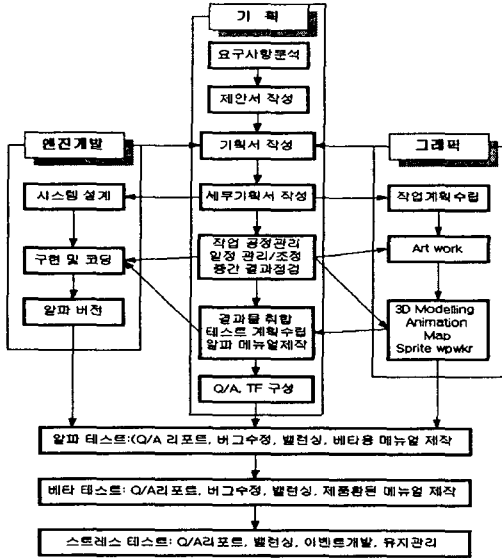 기 획
요구사항분석
제안서 작성
엔진개발
기획서 작성
그래픽
시스템 설계
세부기획서 작성
작업계획수립
작업 공정관리
일정 관리/조정
중간 결과점검
구현 및 코딩
Art work
알파 버전
결과물 취합
테스트 계획수립
알파 메뉴얼제작
3D Modelling
Animation
Map
Sprite wpwkr
Q/A, TF 구성
알파 테스트:(Q/A 리포트, 버그수정, 밸런싱, 베타용 메뉴얼 제작
베타 테스트: Q/A리포트, 버그수정, 밸런싱, 제품환된 메뉴얼 제작
스트레스 테스트: Q/A리포트, 밸런싱, 이벤트개발, 유지관리